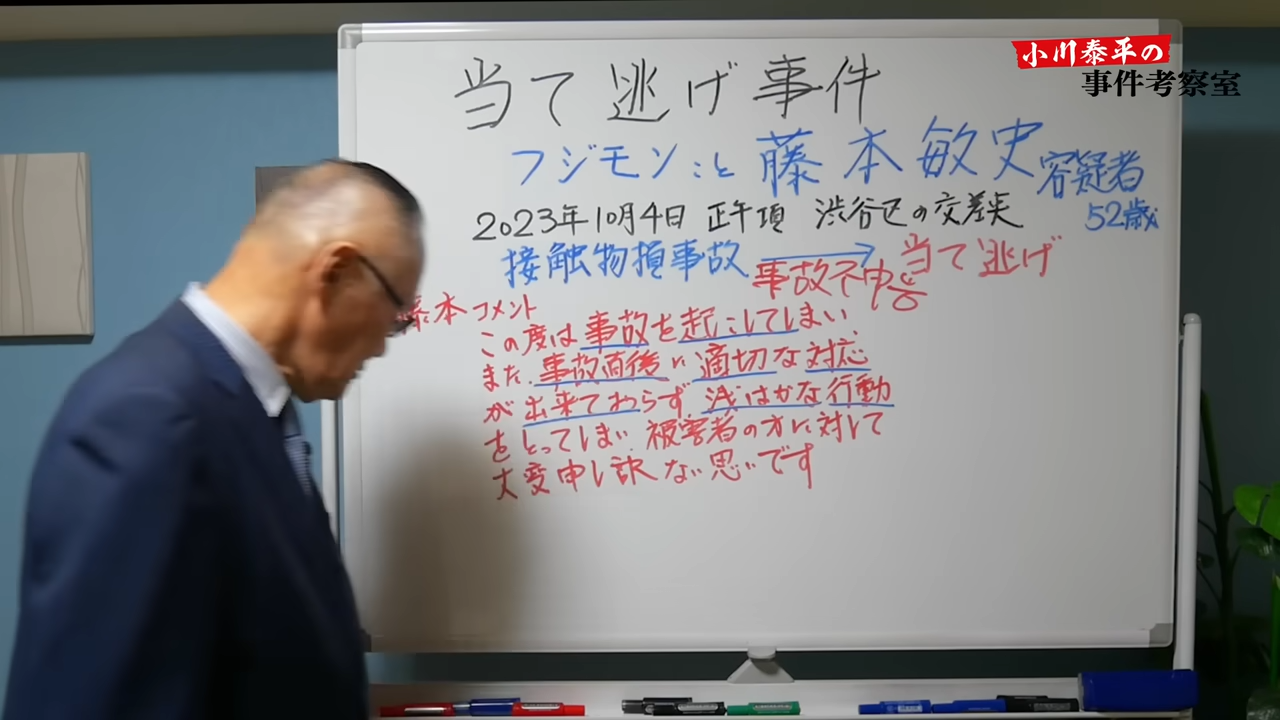 小川泰平の
事件考察室
当て逃げ事件
フジモンこと藤本敏史容疑者
52歳
2023年10月4日 正午頃 渋谷区の交差点
接触物損事故 → 当て逃げ
事故不申告
藤本コメント
この度は事故を起こしてしまい、
また、事故直後に適切な対応
が出来ておらず、浅はかな行動
をとってしまい、被害者の方に対して
大変申し訳ない思いです